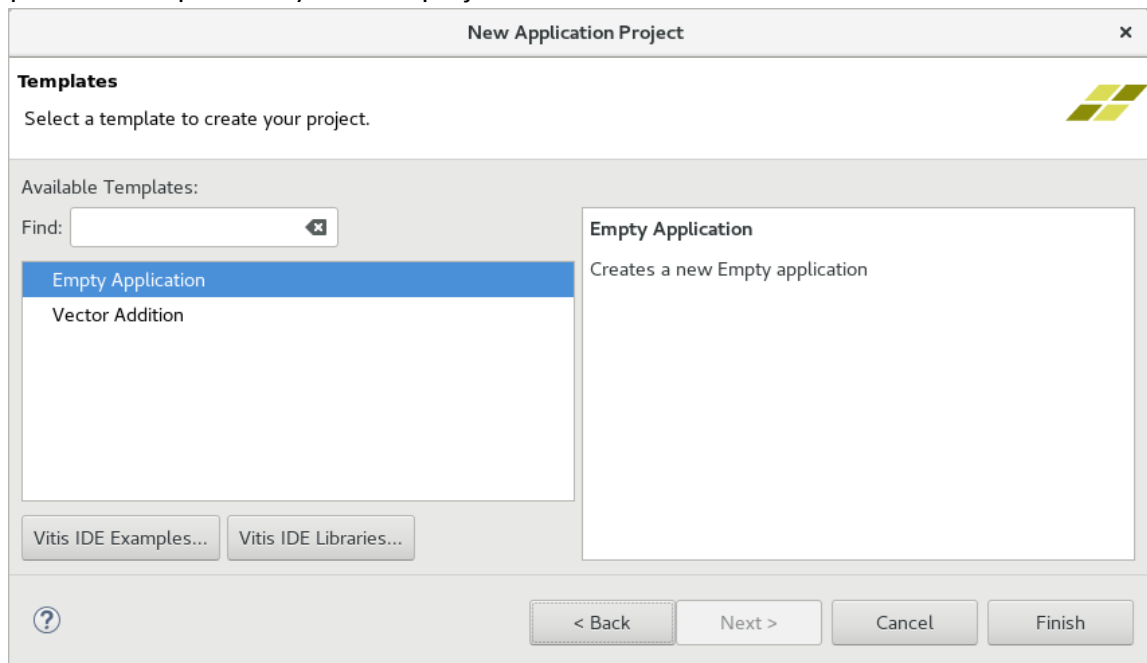 New Application Project
Templates
Select a template to create your project.
Available Templates:
Find:
Empty Application
Vector Addition
Empty Application
Creates a new Empty application
Vitis IDE Examples...
Vitis IDE Libraries...
< Back
Next >
Cancel
Finish